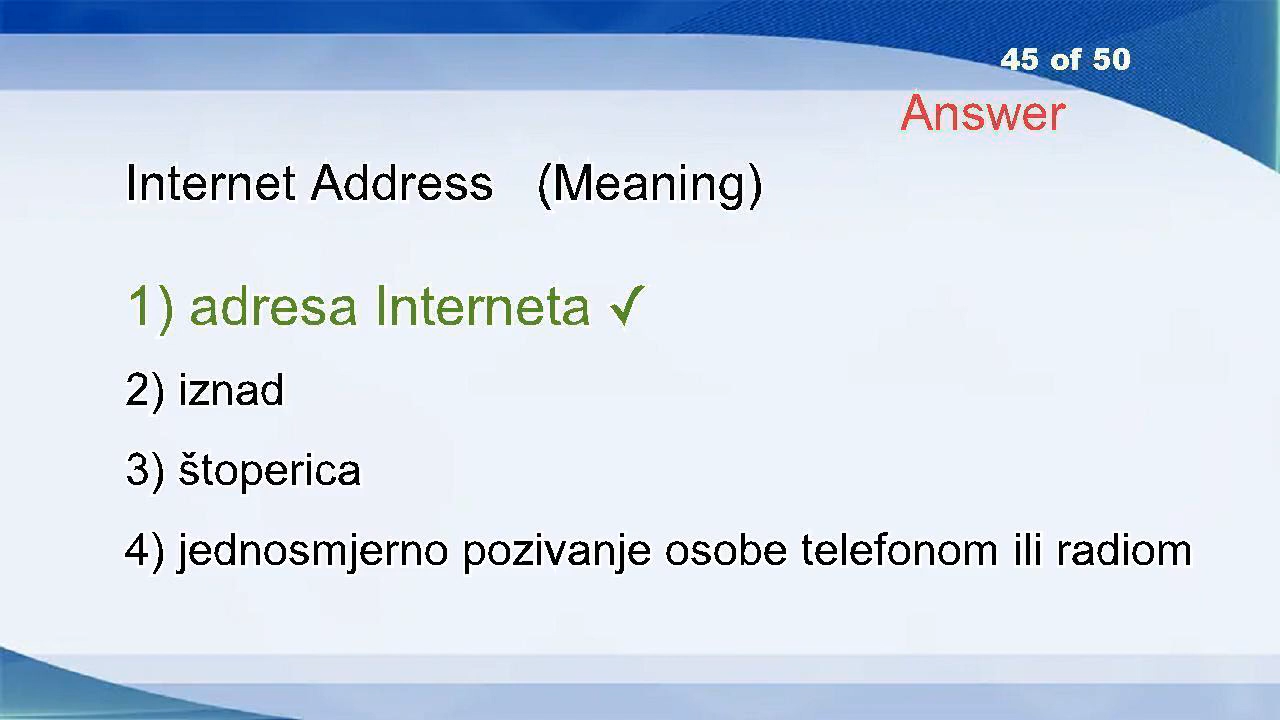 45 of 50
Answer
Internet Address (Meaning)
1) adresa Interneta ✓
2) iznad
3) štoperica
4) jednosmjerno pozivanje osobe telefonom ili radiom